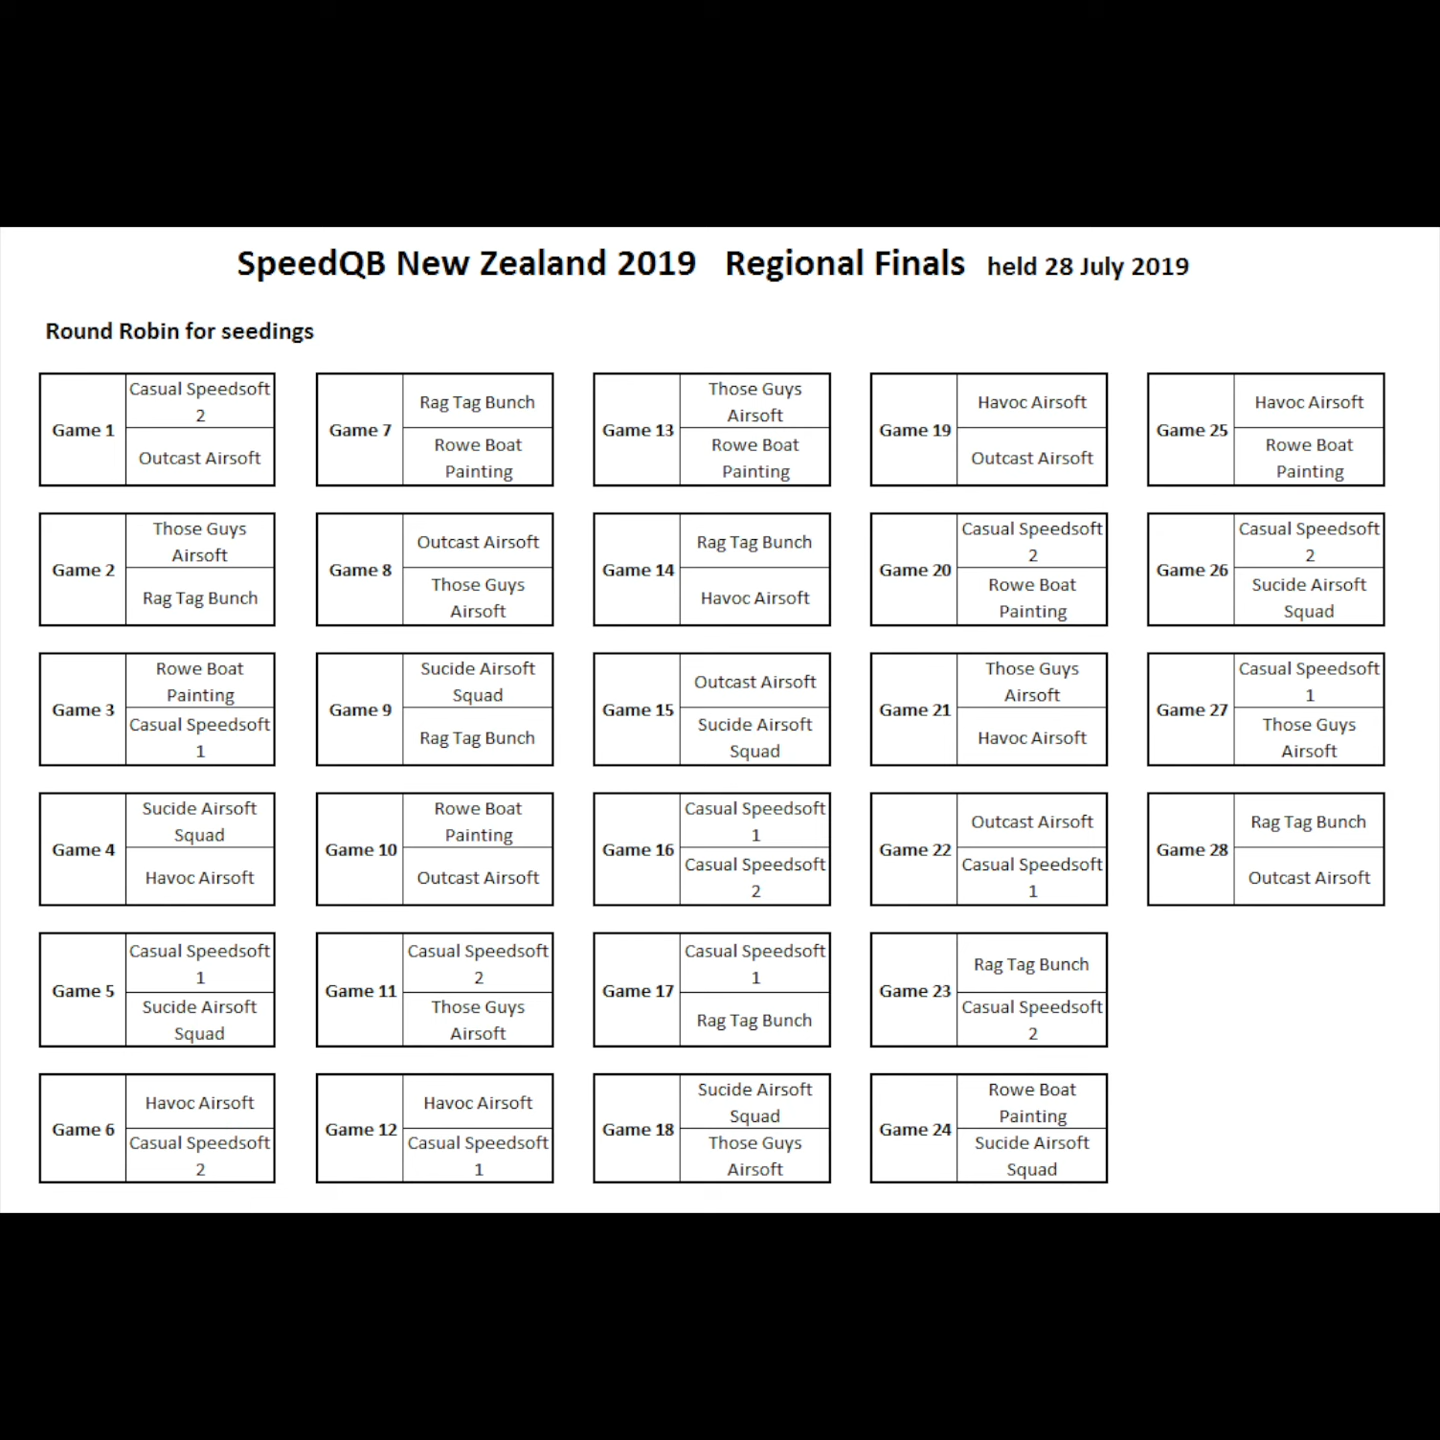 SpeedQB New Zealand 2019 Regional Finals held 28 July 2019
Round Robin for seedings
Game 1
Casual Speedsoft
2
Outcast Airsoft
Game 2
Those Guys
Airsoft
Rag Tag Bunch
Game 3
Rowe Boat
Painting
Casual Speedsoft
1
Game 4
Sucide Airsoft
Squad
Havoc Airsoft
Game 5
Casual Speedsoft
1
Sucide Airsoft
Squad
Game 6
Havoc Airsoft
Casual Speedsoft
2
Game 7
Rag Tag Bunch
Rowe Boat
Painting
Game 8
Outcast Airsoft
Those Guys
Airsoft
Game 9
Sucide Airsoft
Squad
Rag Tag Bunch
Game 10
Rowe Boat
Painting
Outcast Airsoft
Game 11
Casual Speedsoft
2
Those Guys
Airsoft
Game 12
Havoc Airsoft
Casual Speedsoft
1
Game 13
Those Guys
Airsoft
Rowe Boat
Painting
Game 14
Rag Tag Bunch
Havoc Airsoft
Game 15
Outcast Airsoft
Sucide Airsoft
Squad
Game 16
Casual Speedsoft
1
Casual Speedsoft
2
Game 17
Casual Speedsoft
1
Rag Tag Bunch
Game 18
Sucide Airsoft
Squad
Those Guys
Airsoft
Game 19
Havoc Airsoft
Outcast Airsoft
Game 20
Casual Speedsoft
2
Rowe Boat
Painting
Game 21
Those Guys
Airsoft
Havoc Airsoft
Game 22
Outcast Airsoft
Casual Speedsoft
1
Game 23
Rag Tag Bunch
Casual Speedsoft
2
Game 24
Rowe Boat
Painting
Sucide Airsoft
Squad
Game 25
Havoc Airsoft
Rowe Boat
Painting
Game 26
Casual Speedsoft
2
Sucide Airsoft
Squad
Game 27
Casual Speedsoft
1
Those Guys
Airsoft
Game 28
Rag Tag Bunch
Outcast Airsoft